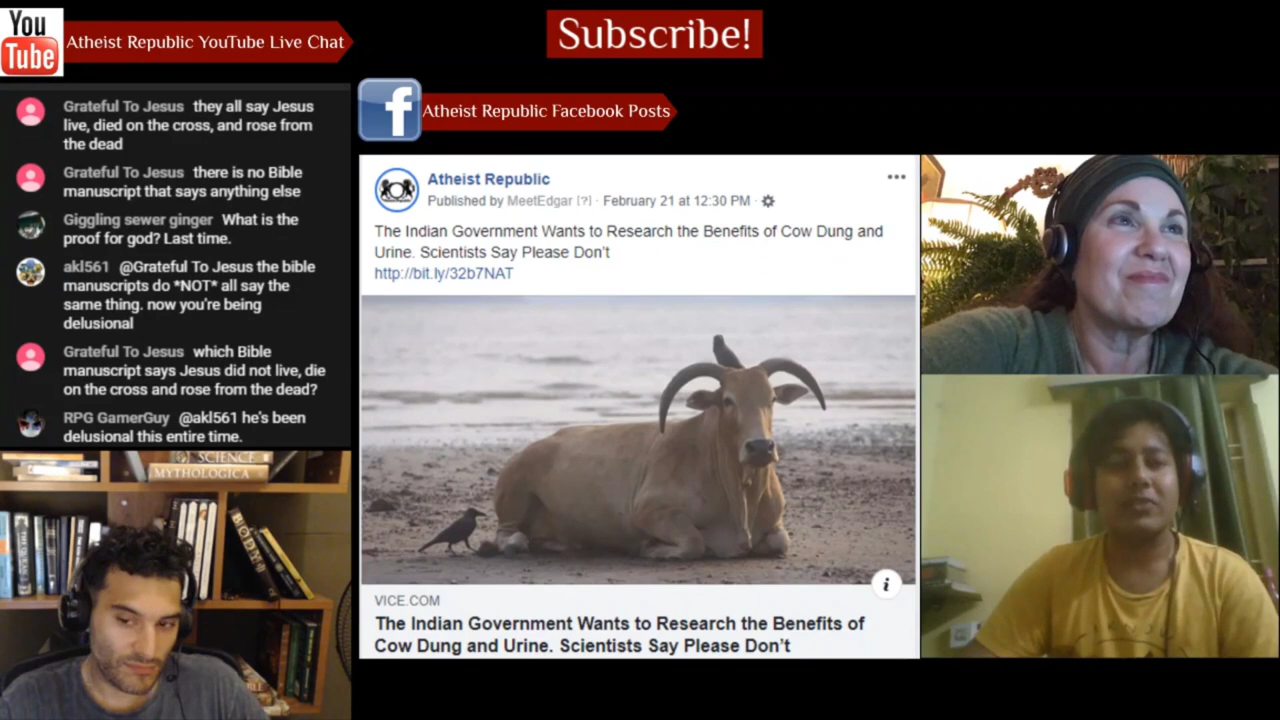 You
Tube
Atheist Republic YouTube Live Chat
Subscribe!
Grateful To Jesus they all say Jesus
live, died on the cross, and rose from
the dead
Grateful To Jesus there is no Bible
manuscript that says anything else
Giggling sewer ginger What is the
proof for god? Last time.
akl561 @Grateful To Jesus the bible
manuscripts do *NOT* all say the
same thing. now you're being
delusional
Grateful To Jesus which Bible
manuscript says Jesus did not live, die
on the cross and rose from the dead?
RPG GamerGuy @akl561 he's been
delusional this entire time.
f
Atheist Republic Facebook Posts
Atheist Republic
Published by MeetEdgar [?] · February 21 at 12:30 PM ·
The Indian Government Wants to Research the Benefits of Cow Dung and
Urine. Scientists Say Please Don't
http://bit.ly/32b7NAT
i
VICE.COM
The Indian Government Wants to Research the Benefits of
Cow Dung and Urine. Scientists Say Please Don't
SCIENCE
MYTHOLOGICA